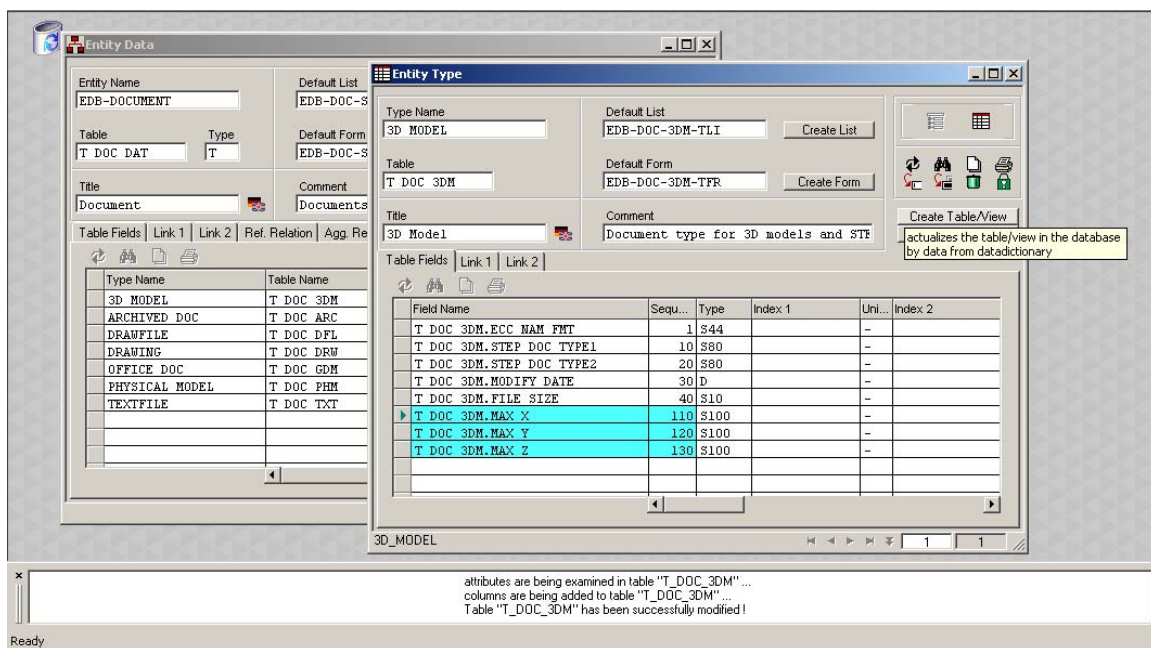 Entity Data
Entity Name
Default List
EDB-DOCUMENT
EDB-DOC-S
Table
Type
Default Form
T DOC DAT
T
EDB-DOC-S
Title
Comment
Document
Documents
Table Fields Link 1 Link 2 Ref. Relation Agg. Re
Type Name Table Name
3D MODEL T DOC 3DM
ARCHIVED DOC T DOC ARC
DRAWFILE T DOC DFL
DRAWING T DOC DRW
OFFICE DOC T DOC GDM
PHYSICAL MODEL T DOC PHM
TEXTFILE T DOC TXT
Entity Type
Type Name
Default List
3D MODEL
EDB-DOC-3DM-TLI
Create List
Table
Default Form
T DOC 3DM
EDB-DOC-3DM-TFR
Create Form
Title
Comment
3D Model
Document type for 3D models and STE
Create Table/View
actualizes the table/view in the database
by data from datadictionary
Table Fields Link 1 Link 2
Field Name Sequ... Type Index 1 Uni... Index 2
T DOC 3DM.ECC NAM FMT 1 S44 -
T DOC 3DM.STEP DOC TYPE1 10 S80 -
T DOC 3DM.STEP DOC TYPE2 20 S80 -
T DOC 3DM.MODIFY DATE 30 D -
T DOC 3DM.FILE SIZE 40 S10 -
T DOC 3DM.MAX X 110 S100 -
T DOC 3DM.MAX Y 120 S100 -
T DOC 3DM.MAX Z 130 S100 -
3D_MODEL
1 1
attributes are being examined in table "T_DOC_3DM" ...
columns are being added to table "T_DOC_3DM" ...
Table "T_DOC_3DM" has been successfully modified !
Ready